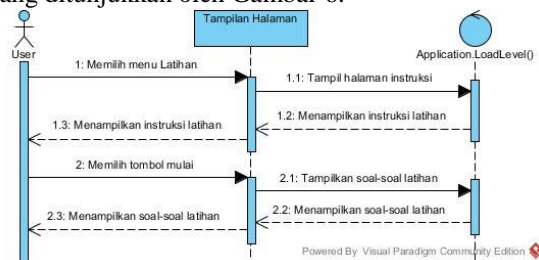 ang ditunjukkan oleh Gambar 6.
Tampilan Halaman
User
Application.LoadLevel()
1: Memilih menu Latihan
1.1: Tampil halaman instruksi
1.2: Menampilkan instruksi latihan
1.3: Menampilkan instruksi latihan
2: Memilih tombol mulai
2.1: Tampilkan soal-soal latihan
2.2: Menampilkan soal-soal latihan
2.3: Menampilkan soal-soal latihan
Powered By Visual Paradigm Community Edition